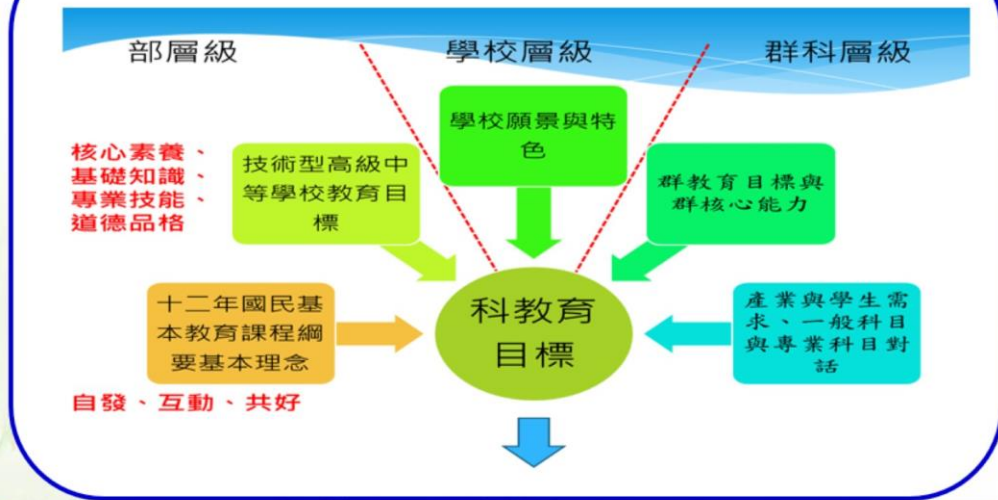 部層級
學校層級
群科層級
學校願景與特
色
核心素養、
基礎知識、
專業技能、
道德品格
技術型高級中
等學校教育目
標
群教育目標與
群核心能力
十二年國民基
本教育課程綱
要基本理念
科教育
目標
產業與學生需
求、一般科目
與專業科目對
話
自發、互動、共好